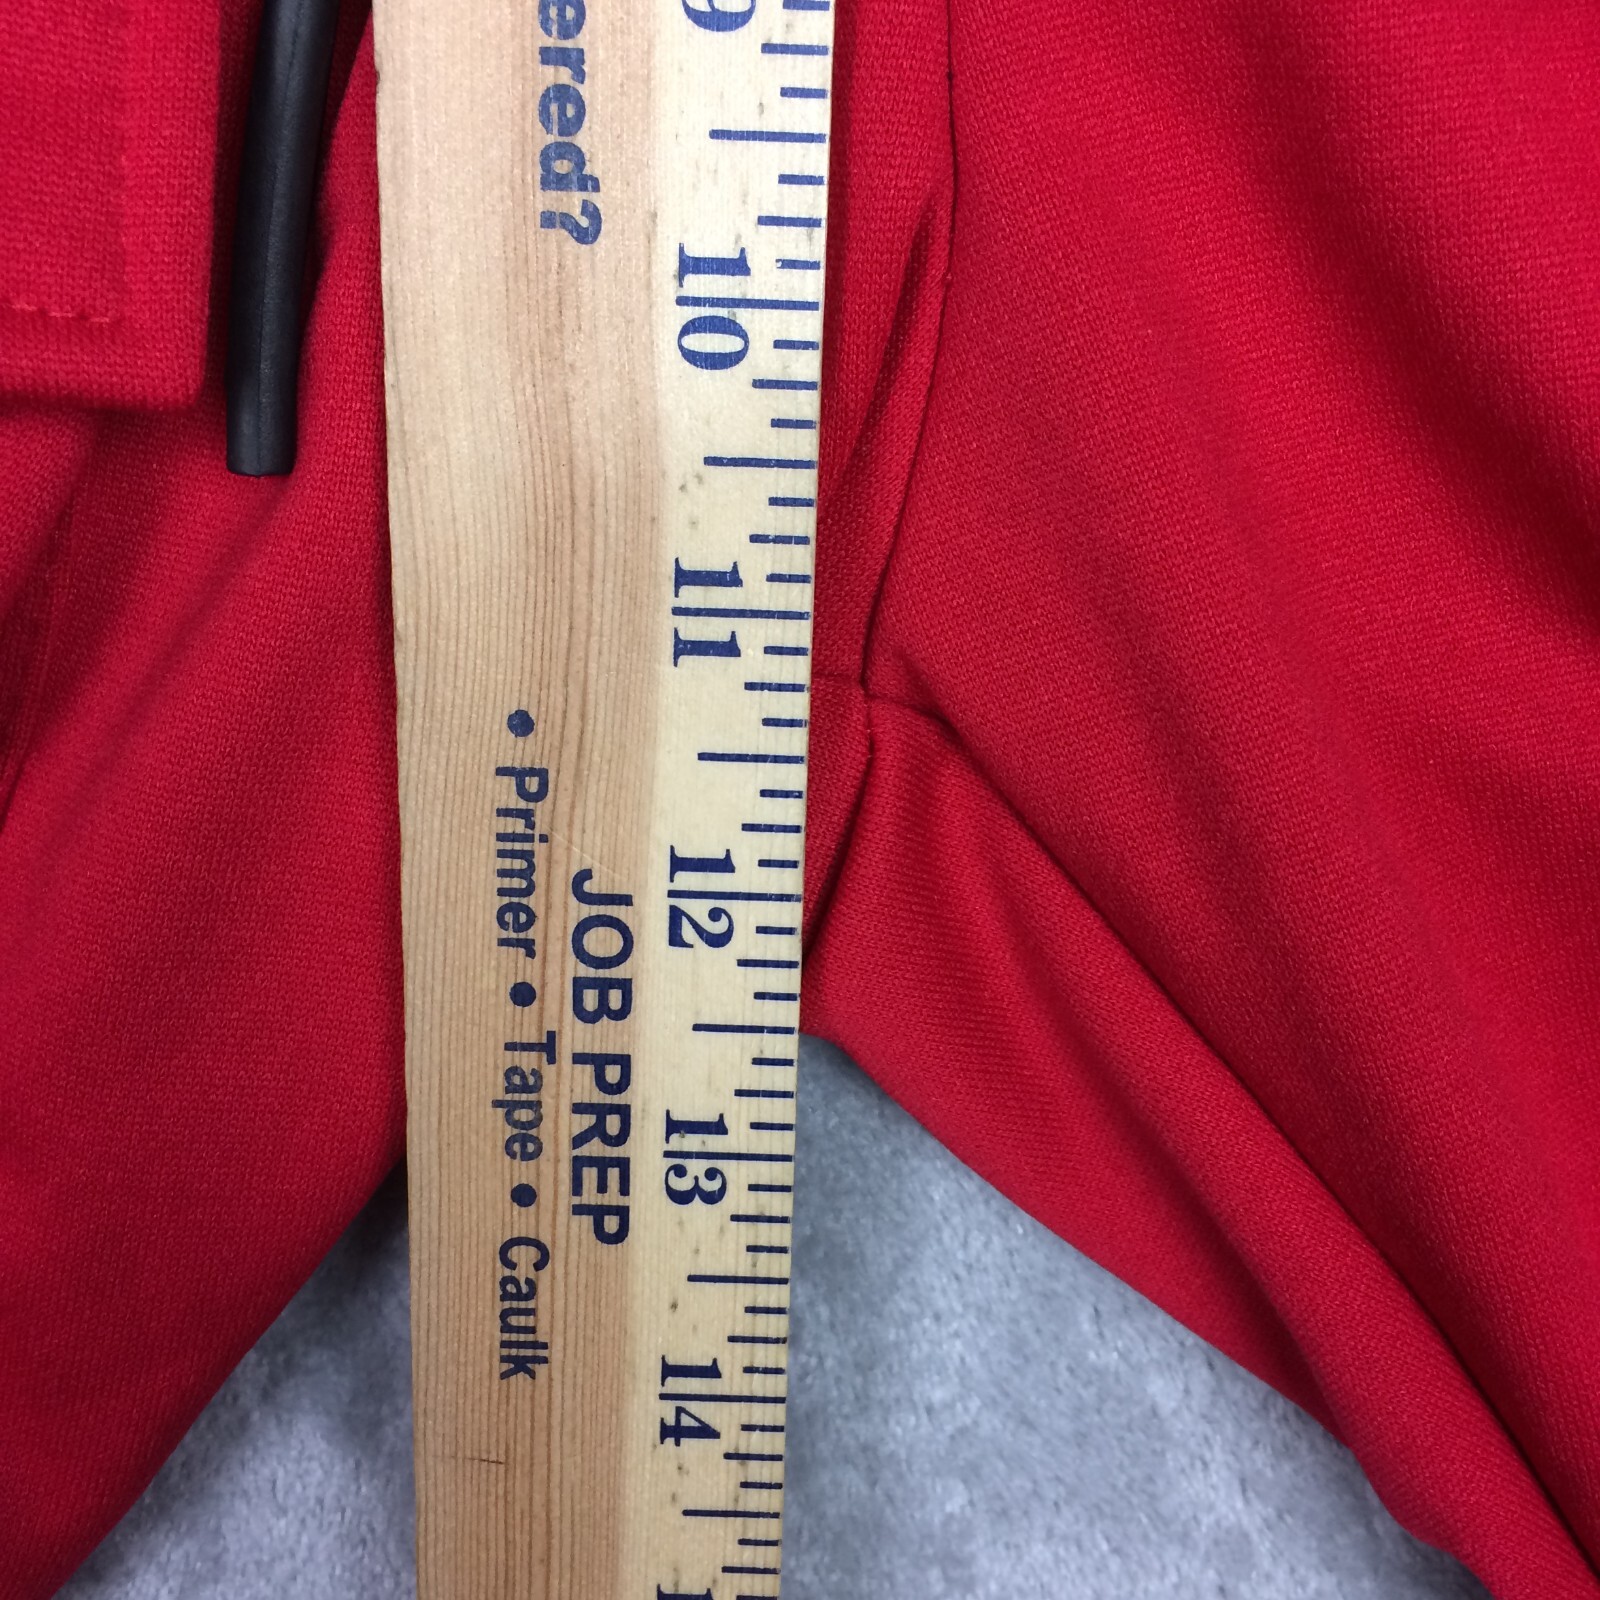 ered?
• Primer • Tape • Caulk
JOB PREP
9
10
11
12
13
14